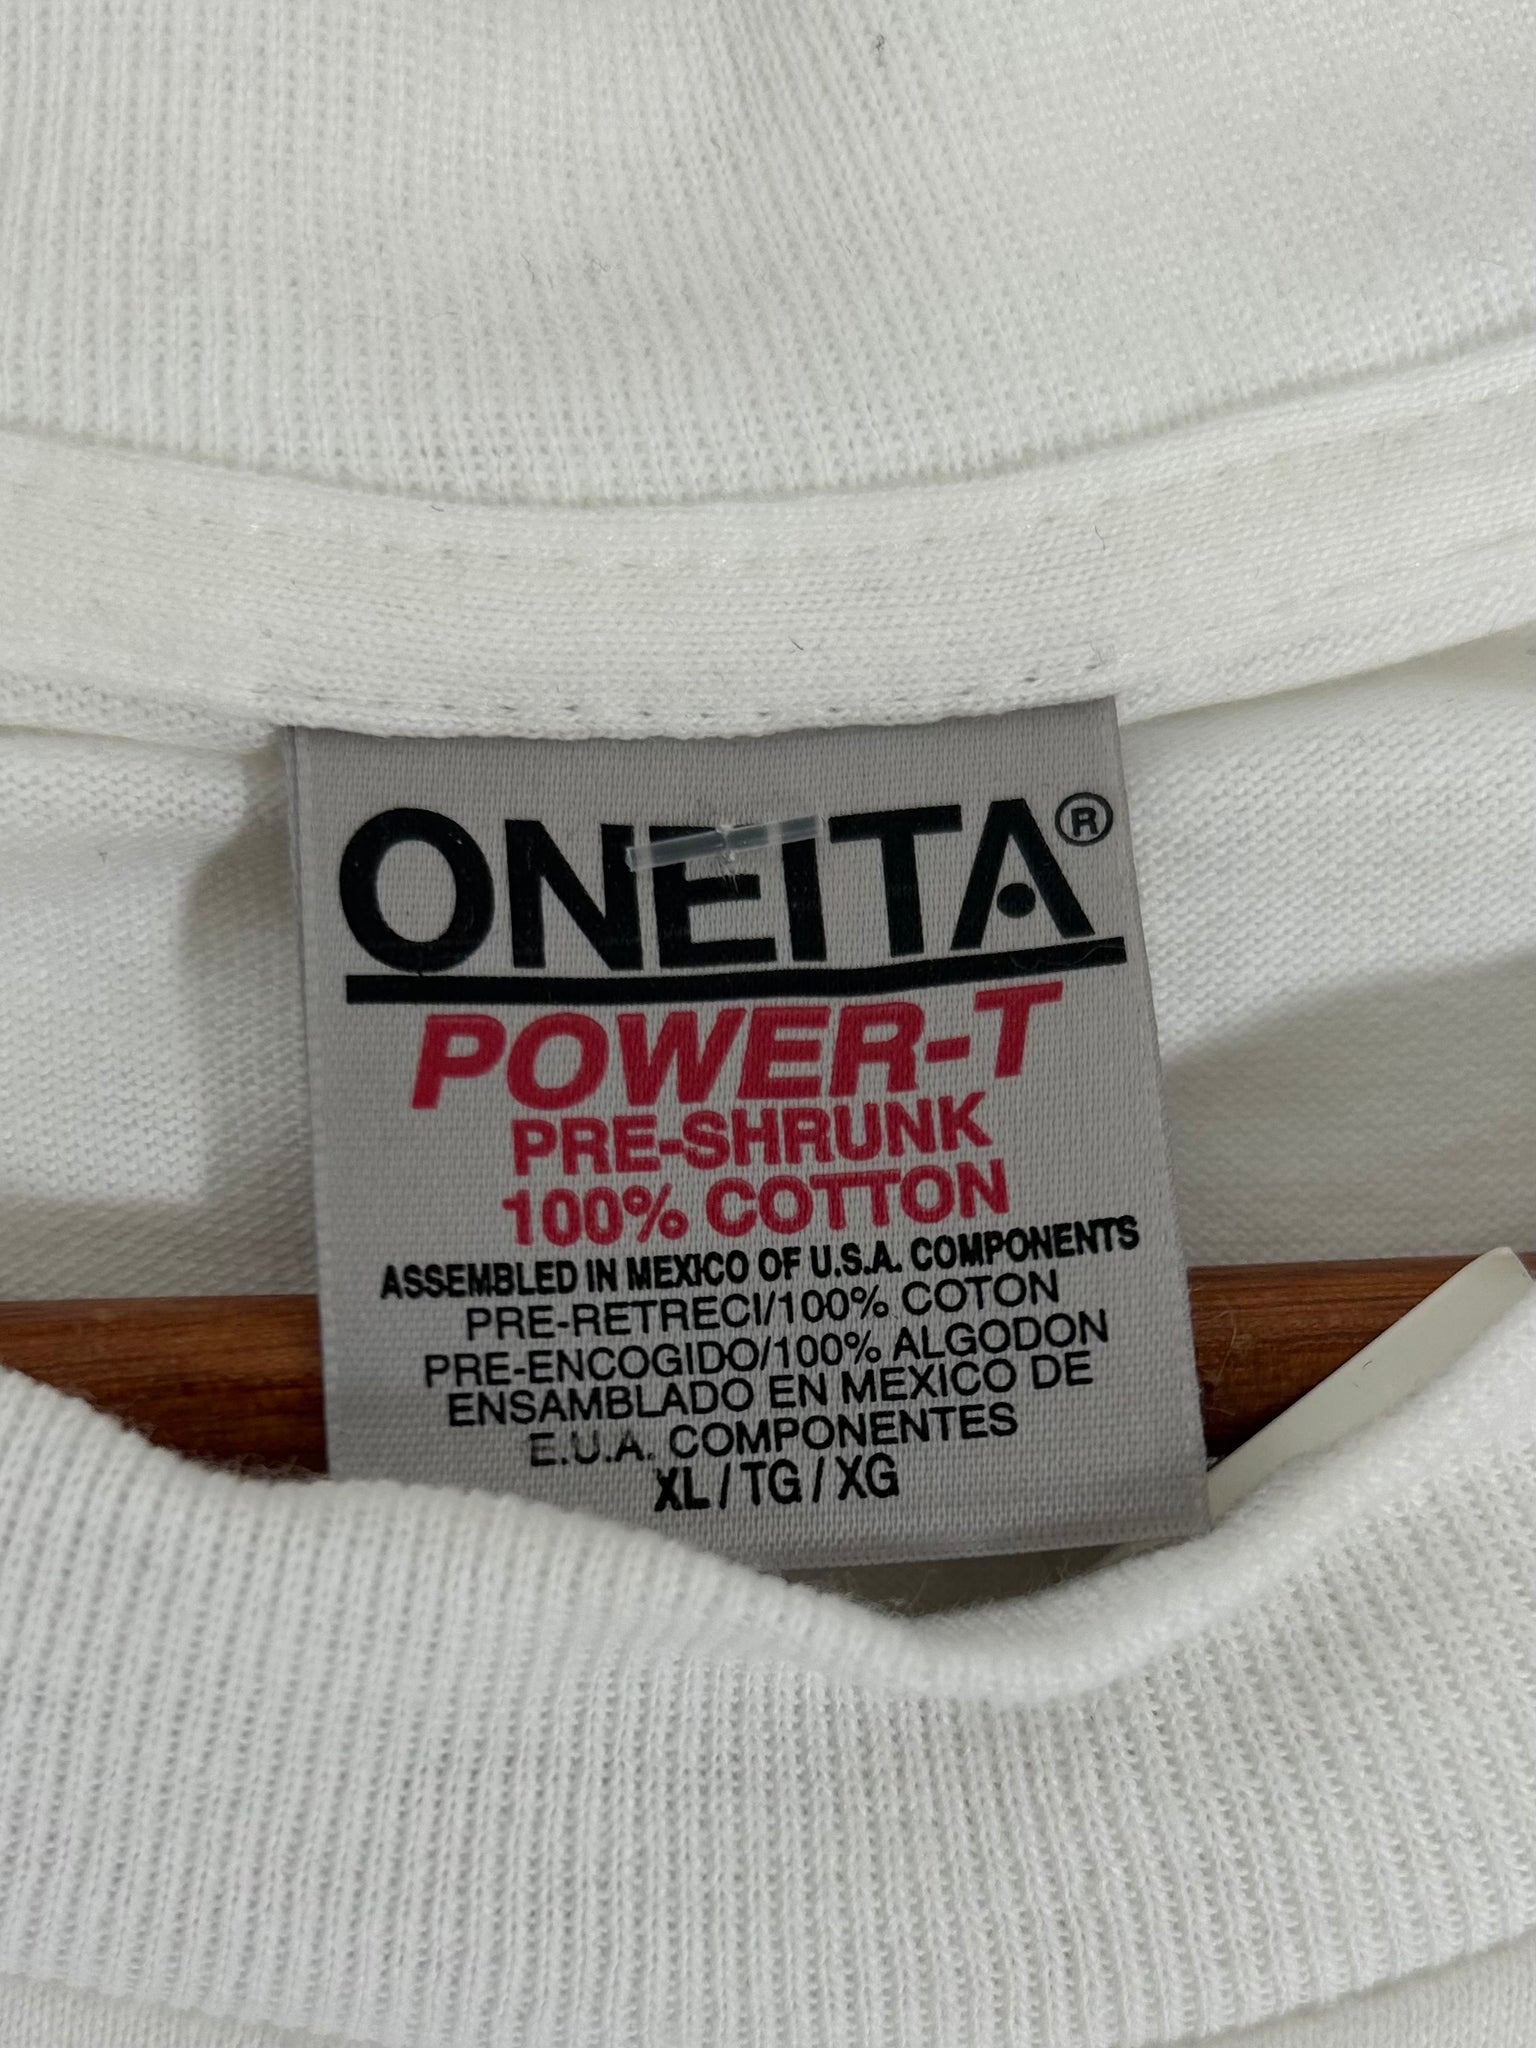 ONEITA®
POWER-T
PRE-SHRUNK
100% COTTON
ASSEMBLED IN MEXICO OF U.S.A. COMPONENTS
PRE-RETRECI/100% COTON
PRE-ENCOGIDO/100% ALGODON
ENSAMBLADO EN MEXICO DE
E.U.A. COMPONENTES
XL / TG / XG